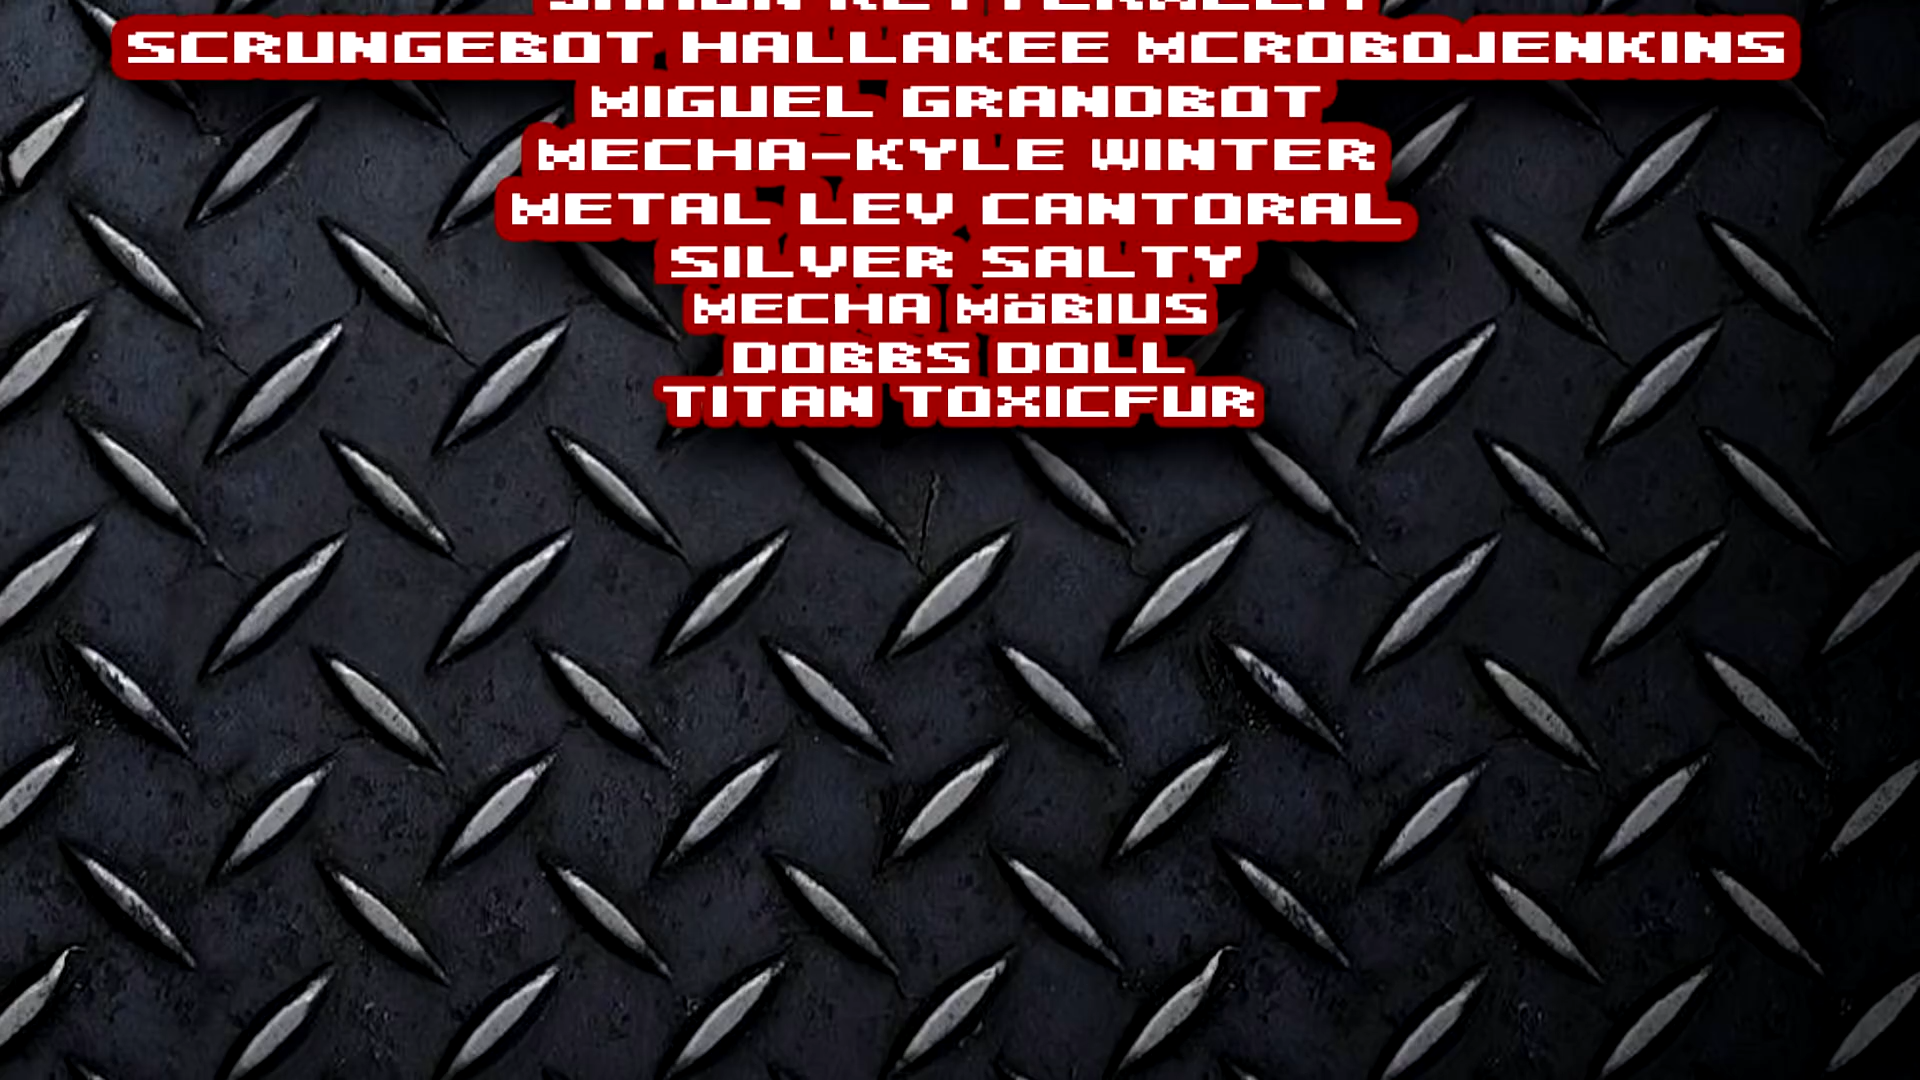 SCRUNGEBOT HALLAKEE MCROBOJENKINS
MIGUEL GRANDBOT
MECHA-KYLE WINTER
METAL LEV CANTORAL
SILVER SALTY
MECHA MöBIUS
DOBBS DOLL
TITAN TOXICFUR